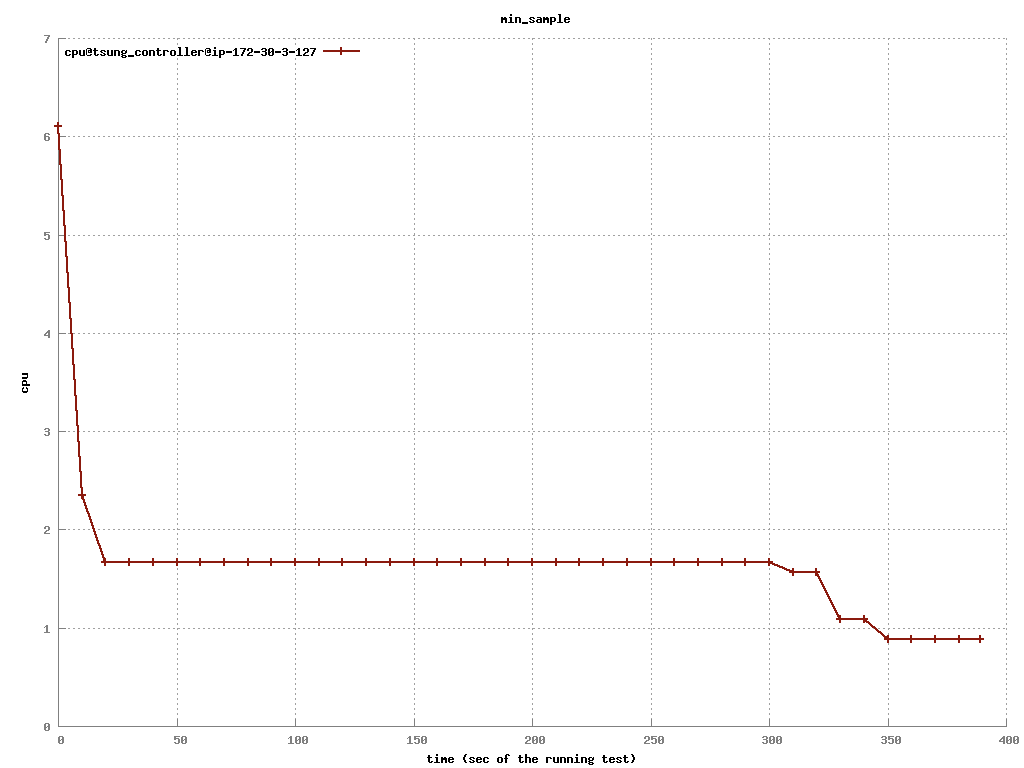 min_sample
cpu@tsung_controller@ip-172-30-3-127
7
6
5
4
3
2
1
0
cpu
0 50 100 150 200 250 300 350 400
time (sec of the running test)